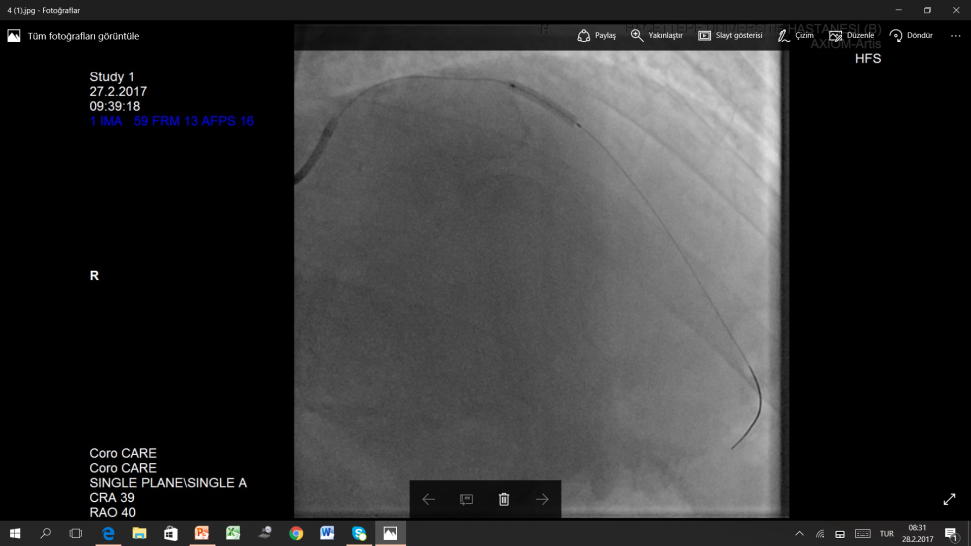 4 (1).jpg - Fotoğraflar
Tüm fotoğrafları görüntüle
Paylaş
Yakınlaştır
Slayt gösterisi
Çizim
Düzenle
Döndür
HASTANESI (B)
AXIOM-Artis
HFS
Study 1
27.2.2017
09:39:18
1 IMA 59 FRM 13 AFPS 16
R
Coro CARE
Coro CARE
SINGLE PLANE\SINGLE A
CRA 39
RAO 40
TUR
08:31
28.2.2017
1